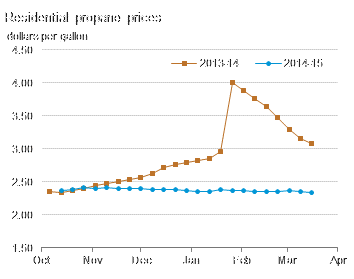 Residential propane prices
dollars per gallon
4.50
2013-14 2014-15
4.00
3.50
3.00
2.50
2.00
1.50
Oct Nov Dec Jan Feb Mar Apr